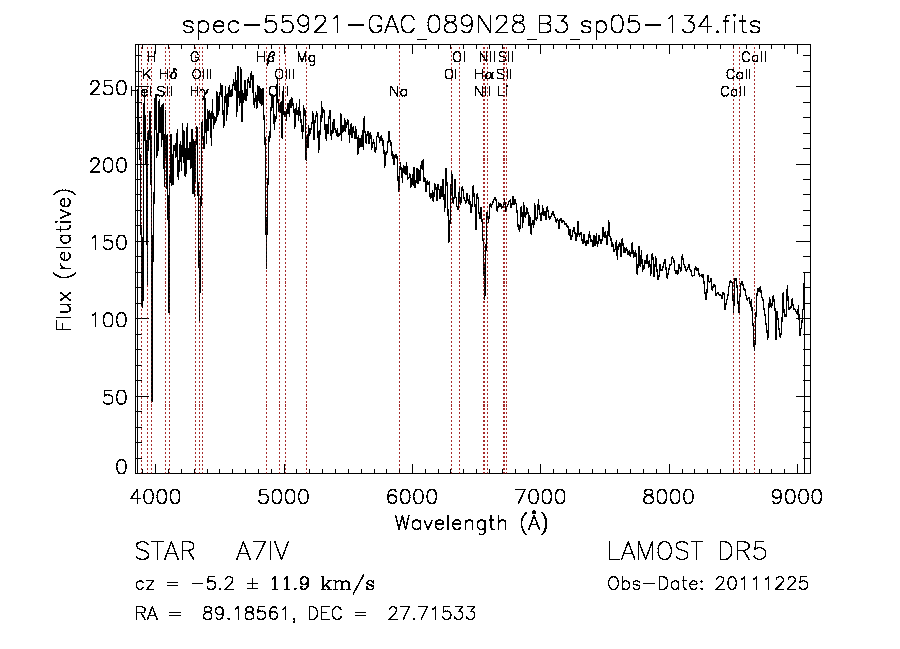 spec-55921-GAC_089N28_B3_sp05-134.fits
H G Hβ Mg OI NII SII CaII
K Hδ OIII OIII OI Hα SII CaII
SII Hγ Na NII Li CaII
250
200
150
100
50
0
Flux (relative)
4000 5000 6000 7000 8000 9000
Wavelength (Å)
STAR A7IV LAMOST DR5
cz = -5.2 ± 11.9 km/s Obs-Date: 20111225
RA = 89.18561, DEC = 27.71533